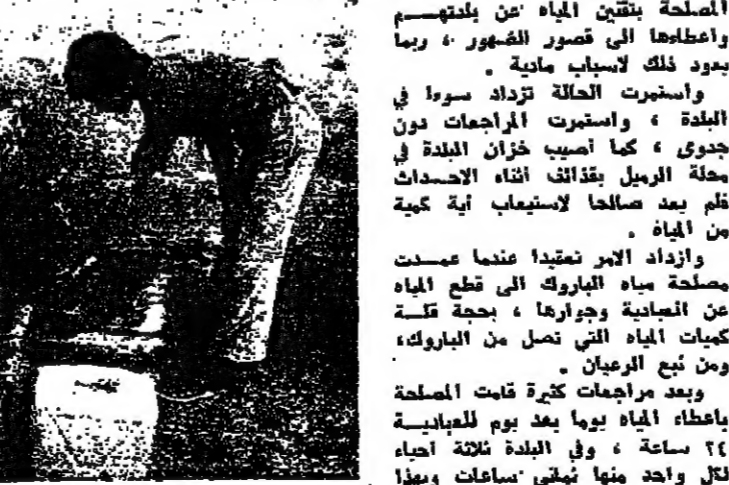 المصلحة بتقنين المياه عن بلدتهم
واعطاءها الى قصور الضهور ، ربما
يعود ذلك لاسباب مادية .
واستمرت الحالة تزداد سوءا في
البلدة ، واستمرت المراجعات دون
جدوى ، كما اصيب خزان البلدة في
محلة الرميل بقذائف اثناء الاحداث
فلم يعد صالحا لاستيعاب أية كمية
من المياه .
وازداد الامر تعقيدا عندما عمدت
مصلحة مياه الباروك الى قطع المياه
عن العبادية وجوارها ، بحجة قلة
كميات المياه التي تصل من الباروك،
ومن نبع الرعيان .
وبعد مراجعات كثرة قامت المصلحة
باعطاء المياه يوما بعد يوم للعبادية
٢٤ ساعة ، وفي البلدة ثلاثة احياء
لكل واحد منها ثماني ساعات وبهذا